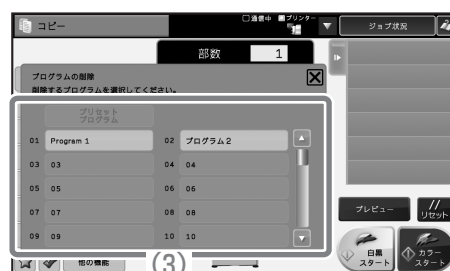 コピー
□通信中 ■プリンター
ジョブ状況
部数 1
プログラムの削除
削除するプログラムを選択してください。
プリセット
プログラム
01 Program 1 02 プログラム2
03 03 04 04
05 05 06 06
07 07 08 08
09 09 10 10
プレビュー
リセット
白黒
スタート
カラー
スタート
他の機能
(3)